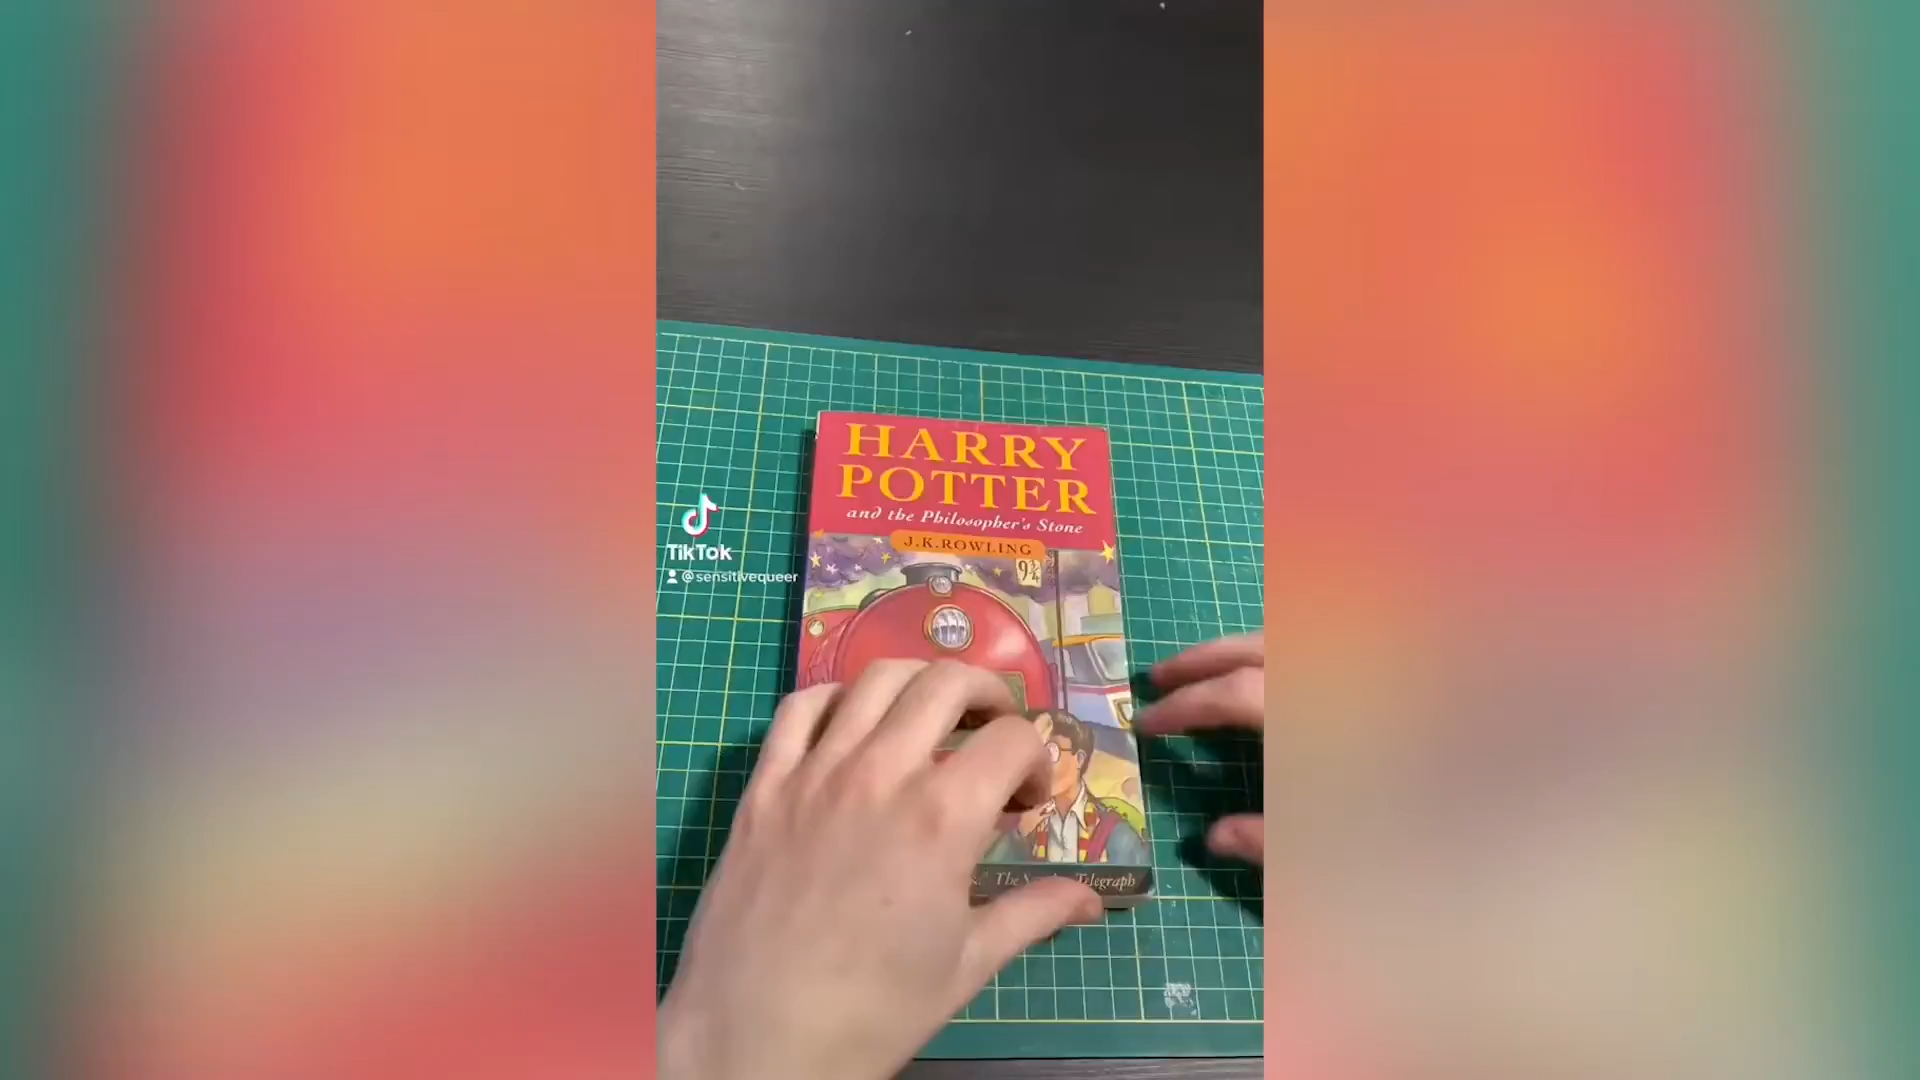 HARRY
POTTER
and the Philosopher's Stone
J.K.ROWLING
9¾
TikTok
@sensitivequeer
The Telegraph